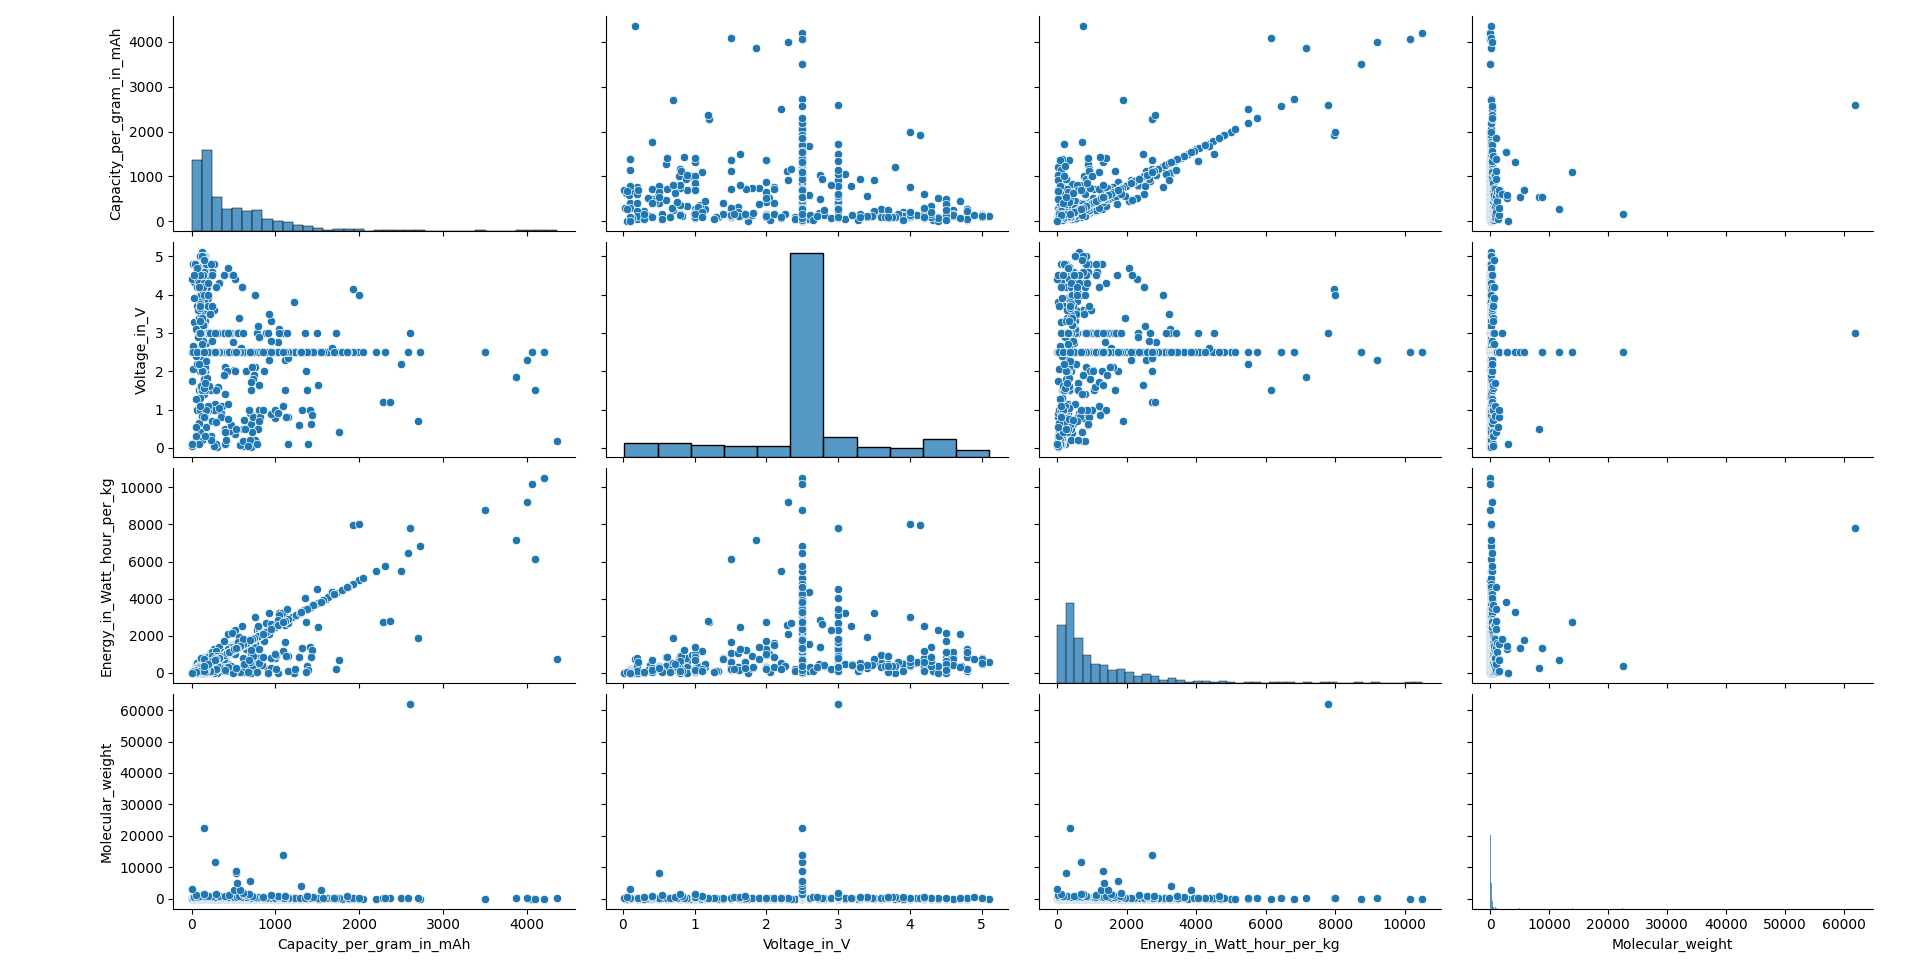 4000
3000
2000
1000
0
Capacity_per_gram_in_mAh
5
4
3
2
1
0
Voltage_in_V
10000
8000
6000
4000
2000
0
Energy_in_Watt_hour_per_kg
60000
50000
40000
30000
20000
10000
0
Molecular_weight
0 1000 2000 3000 4000
Capacity_per_gram_in_mAh
0 1 2 3 4 5
Voltage_in_V
0 2000 4000 6000 8000 10000
Energy_in_Watt_hour_per_kg
0 10000 20000 30000 40000 50000 60000
Molecular_weight